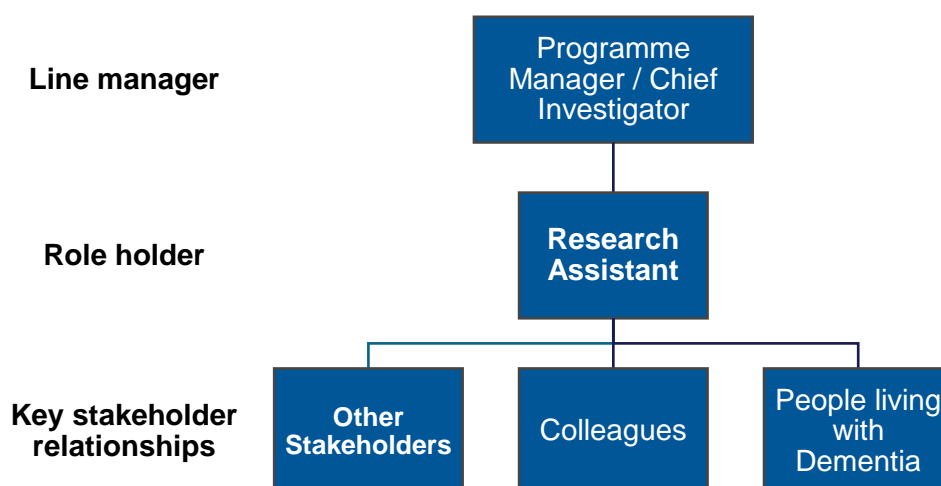 Programme
Manager / Chief
Investigator
Line manager
Research
Assistant
Role holder
Other
Stakeholders
Colleagues
People living
with
Dementia
Key stakeholder
relationships